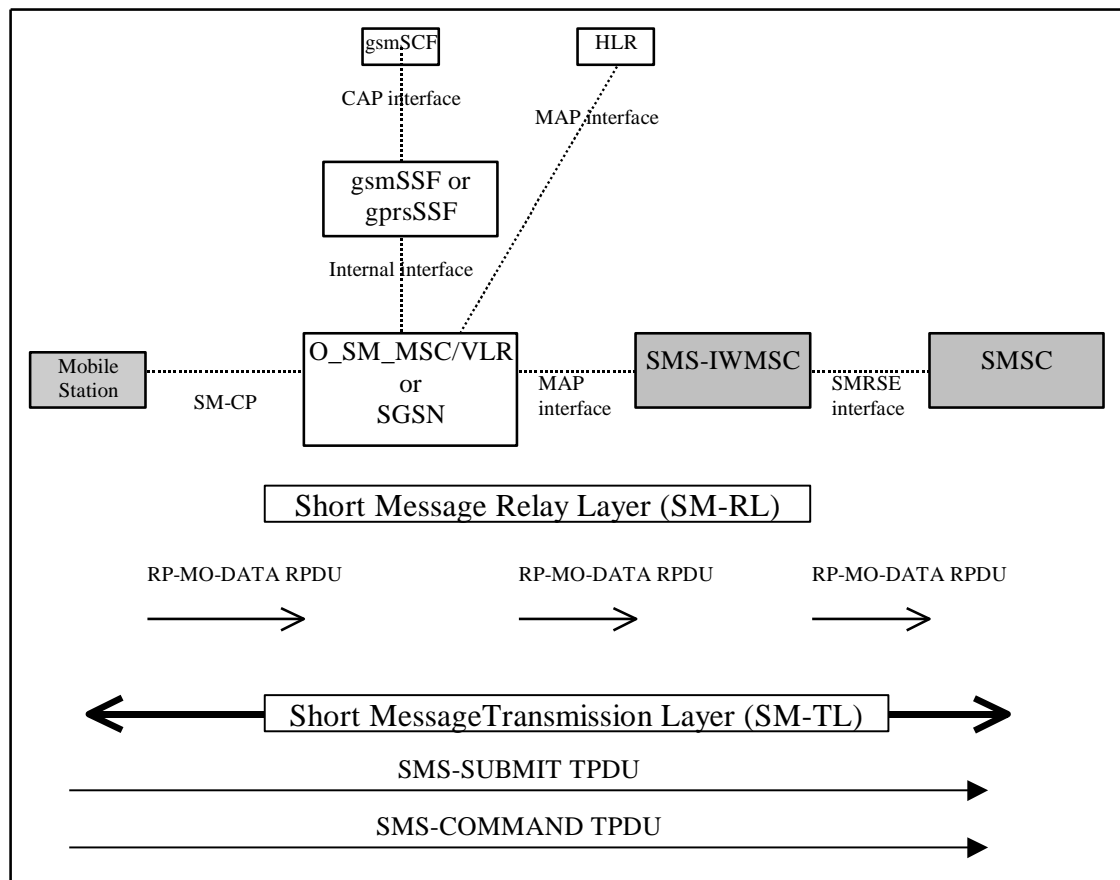 gsmSCF
HLR
CAP interface
MAP interface
gsmSSF or
gprsSSF
Internal interface
Mobile
Station
SM-CP
O_SM_MSC/VLR
or
SGSN
MAP
interface
SMS-IWMSC
SMRSE
interface
SMSC
Short Message Relay Layer (SM-RL)
RP-MO-DATA RPDU
RP-MO-DATA RPDU
RP-MO-DATA RPDU
Short MessageTransmission Layer (SM-TL)
SMS-SUBMIT TPDU
SMS-COMMAND TPDU